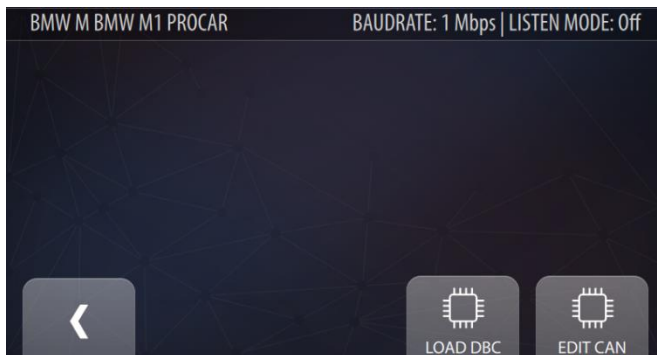 BMW M BMW M1 PROCAR
BAUDRATE: 1 Mbps | LISTEN MODE: Off
LOAD DBC
EDIT CAN